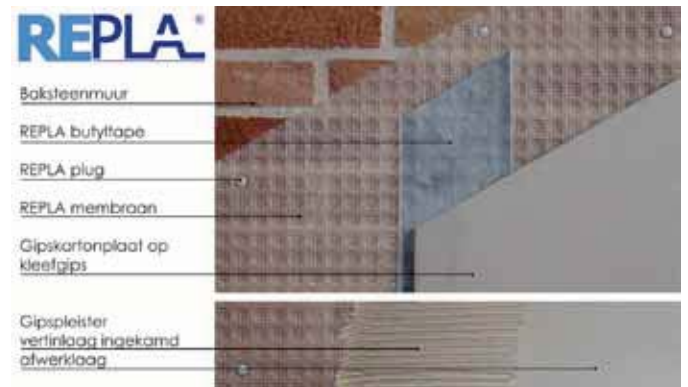 REPLA®
Baksteenmuur
REPLA butyltape
REPLA plug
REPLA membraan
Gipskartonplaat op
kleefgips
Gipspleister
vertinlaag ingekamd
afwerklaag